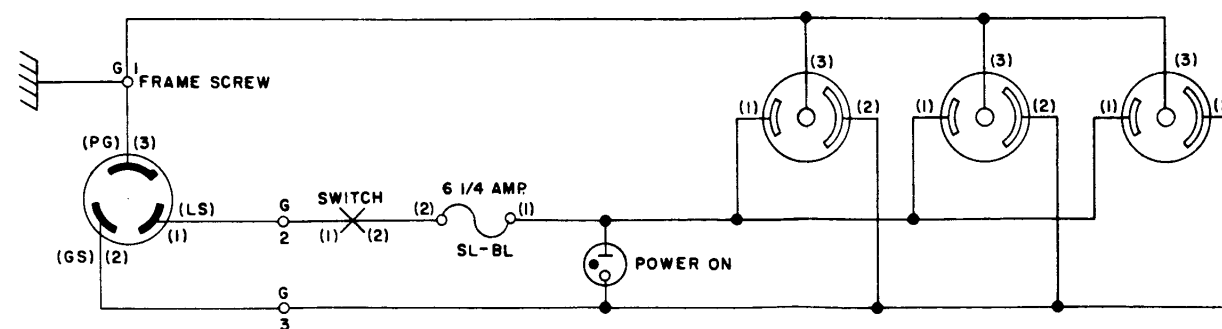 G 1 FRAME SCREW
(3) (3) (3)
(1) (2) (1) (2) (1)
(PG) (3)
(LS)
(1)
(GS) (2)
G
2
SWITCH
(1) (2)
6 1/4 AMP.
(2) (1)
SL-BL
POWER ON
G
3